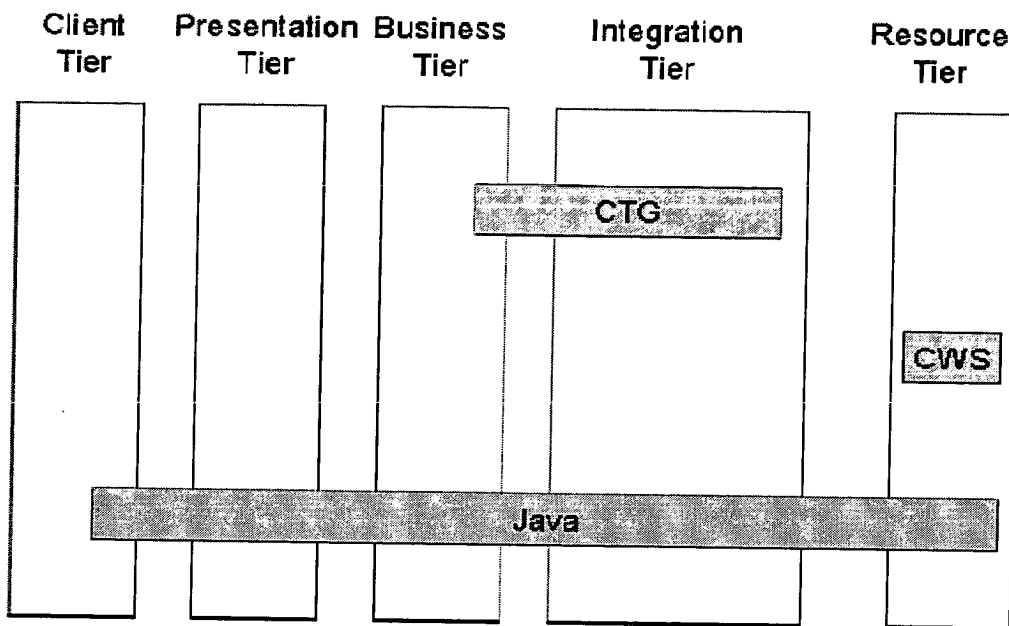 Client
Tier
Presentation
Tier
Business
Tier
Integration
Tier
Resource
Tier
CTG
CWS
Java